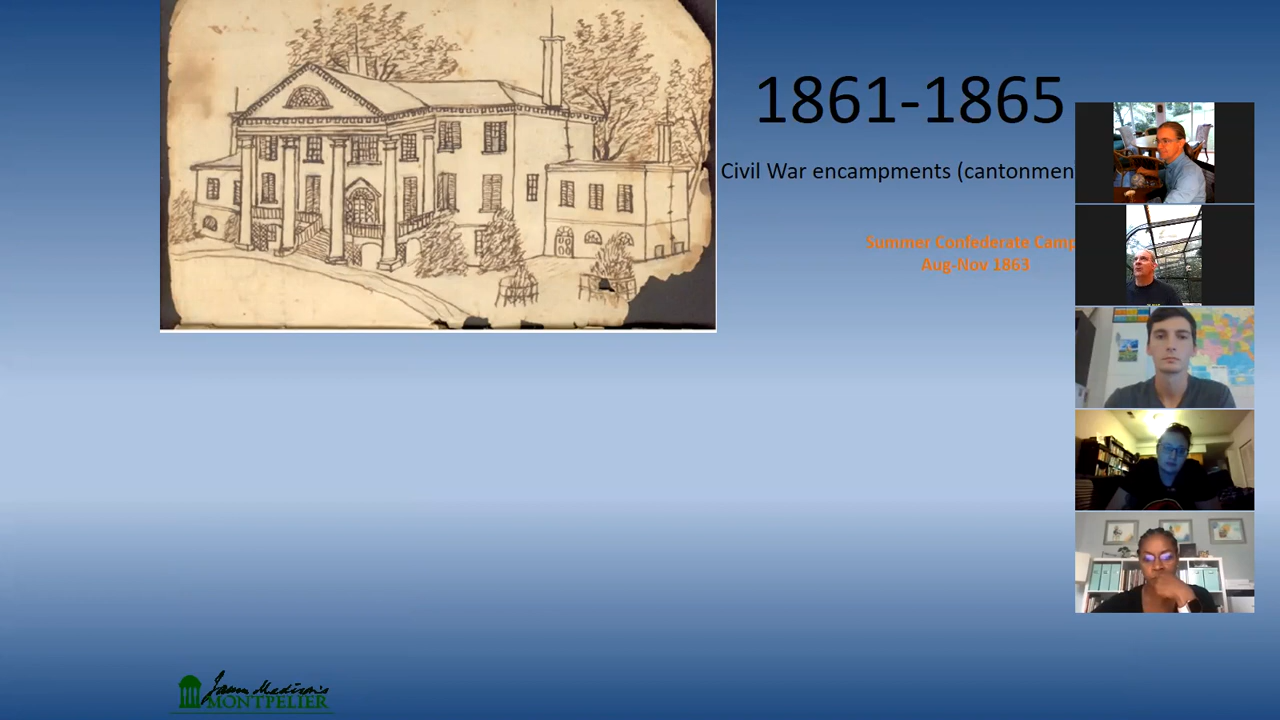 1861-1865
Civil War encampments (cantonmen
Summer Confederate Camp
Aug-Nov 1863
James Madison's
MONTPELIER